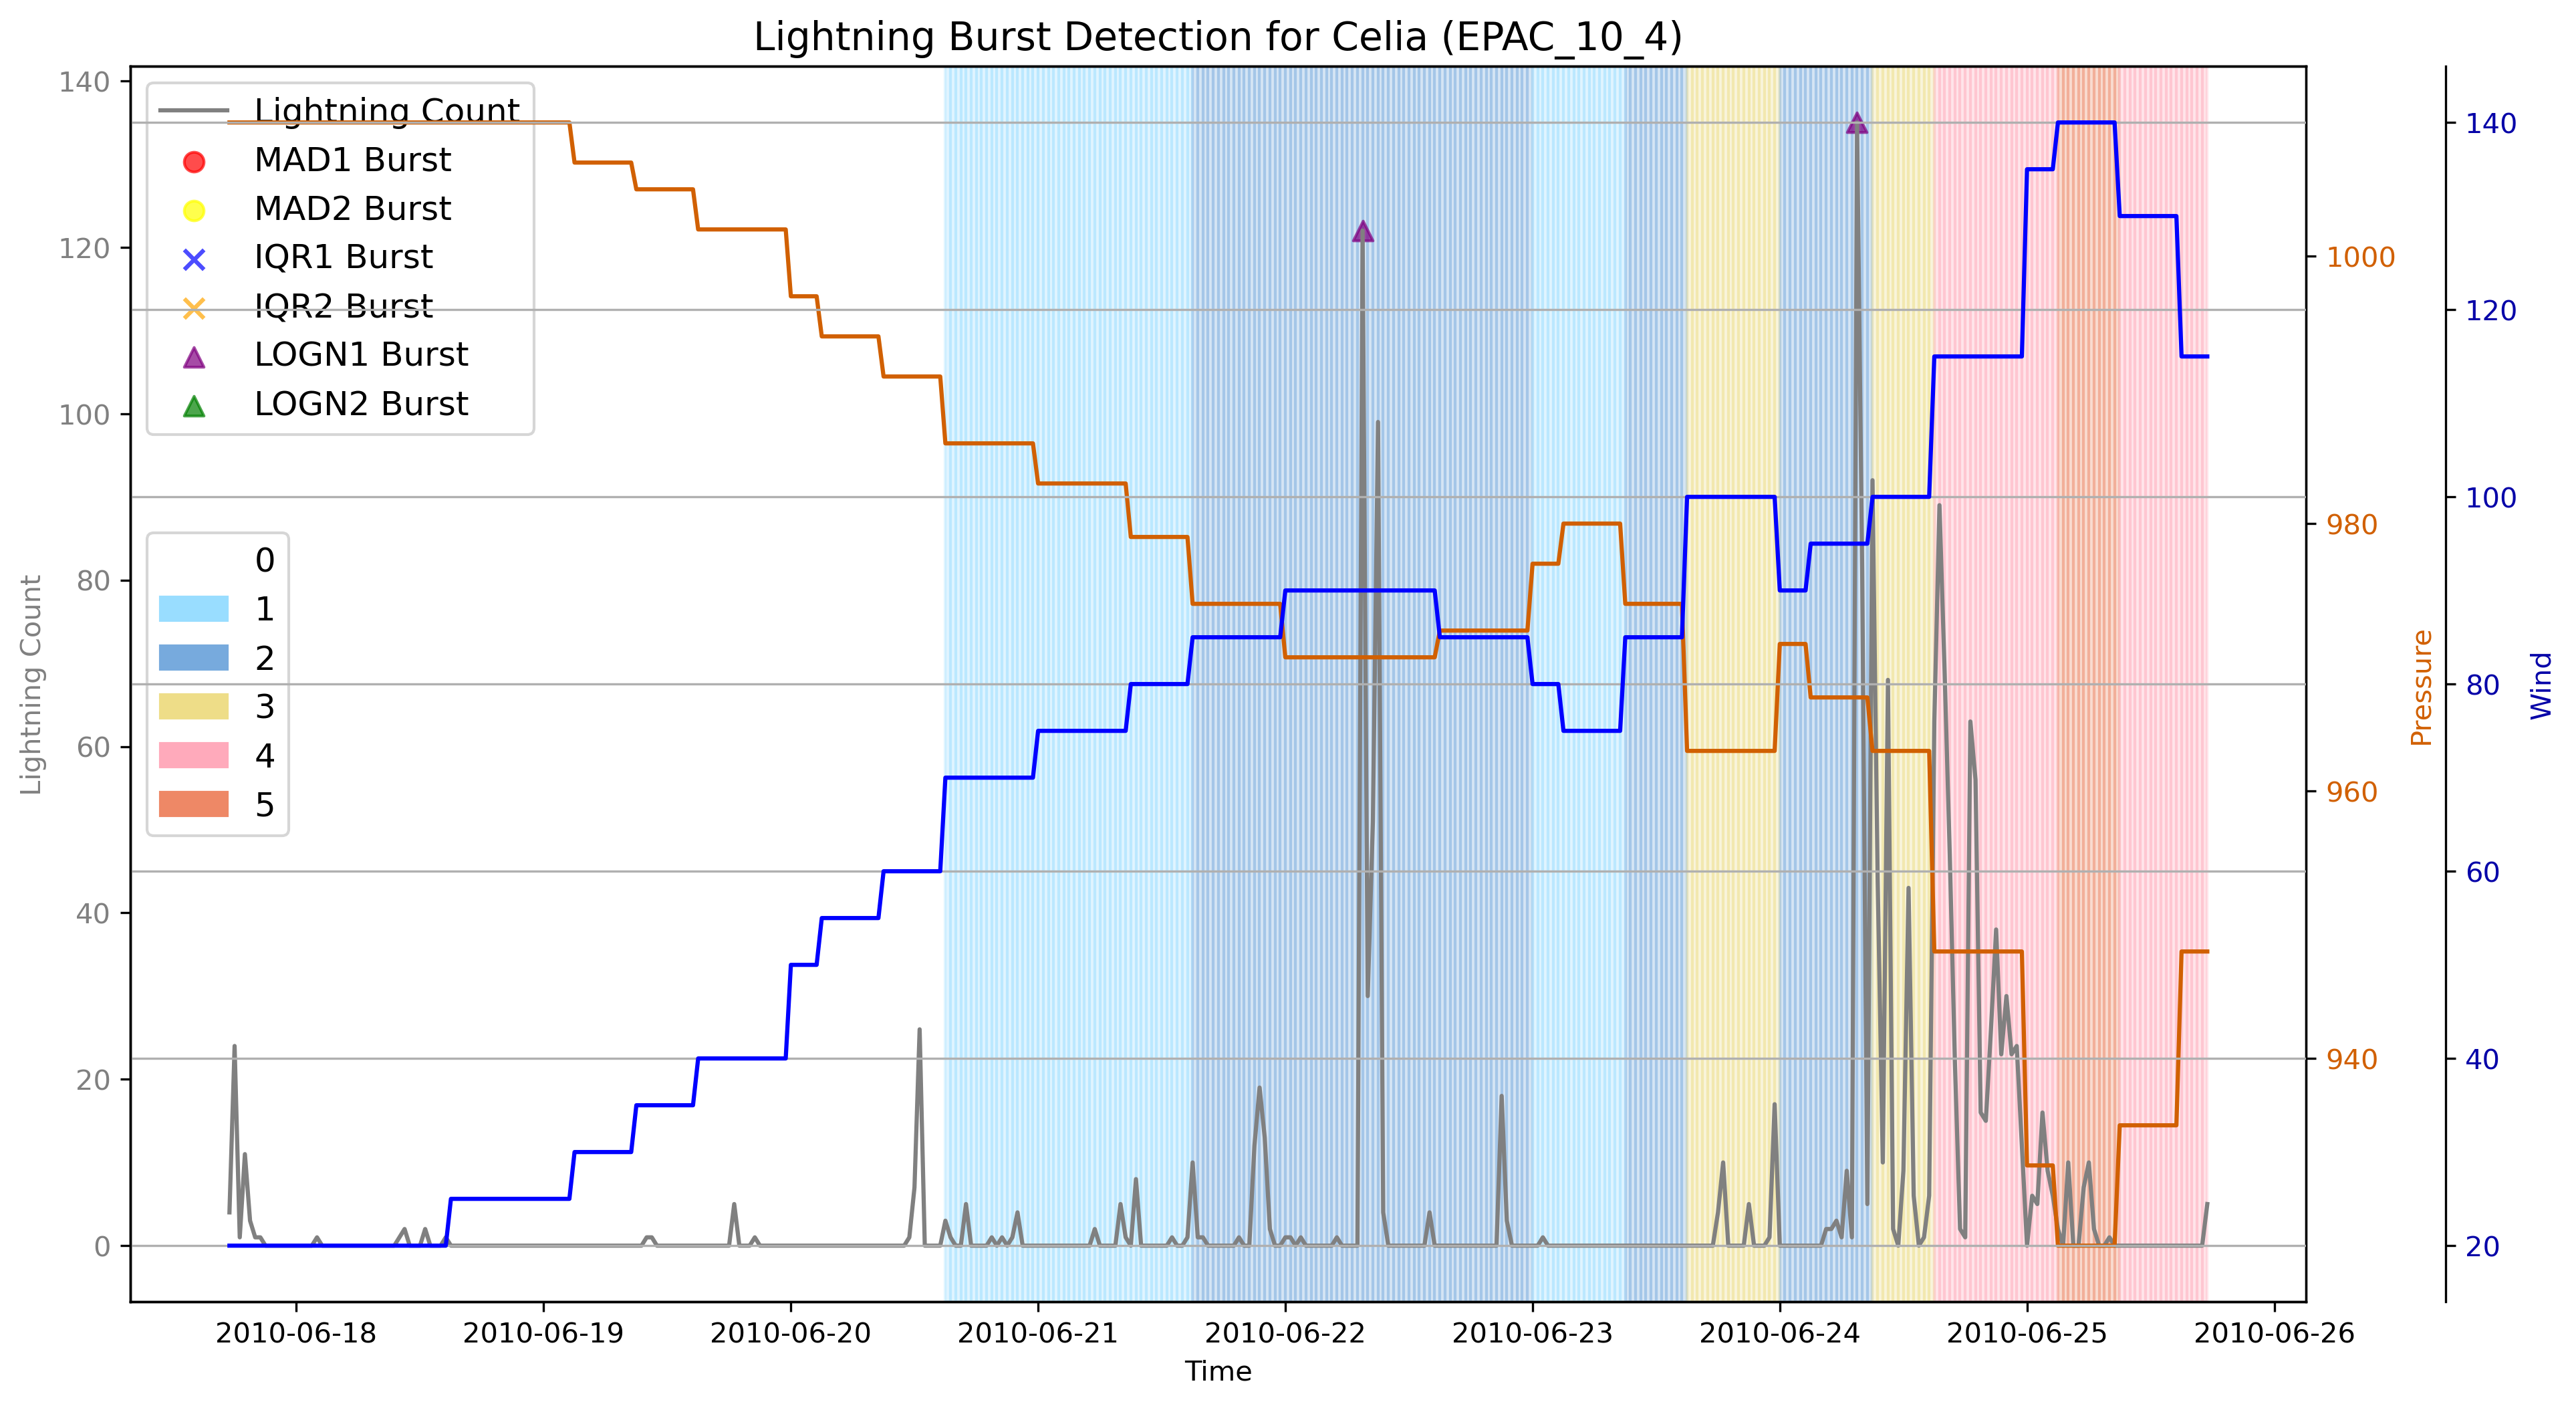 Lightning Burst Detection for Celia (EPAC_10_4)
Lightning Count
MAD1 Burst
MAD2 Burst
IQR1 Burst
IQR2 Burst
LOGN1 Burst
LOGN2 Burst
0
1
2
3
4
5
140
120
100
80
60
40
20
0
Lightning Count
1000
980
960
940
Pressure
140
120
100
80
60
40
20
Wind
2010-06-18
2010-06-19
2010-06-20
2010-06-21
2010-06-22
2010-06-23
2010-06-24
2010-06-25
2010-06-26
Time